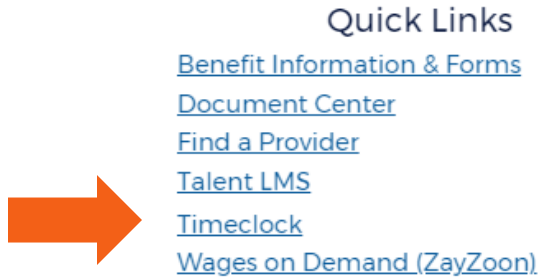 Quick Links
Benefit Information & Forms
Document Center
Find a Provider
Talent LMS
Timeclock
Wages on Demand (ZayZoon)